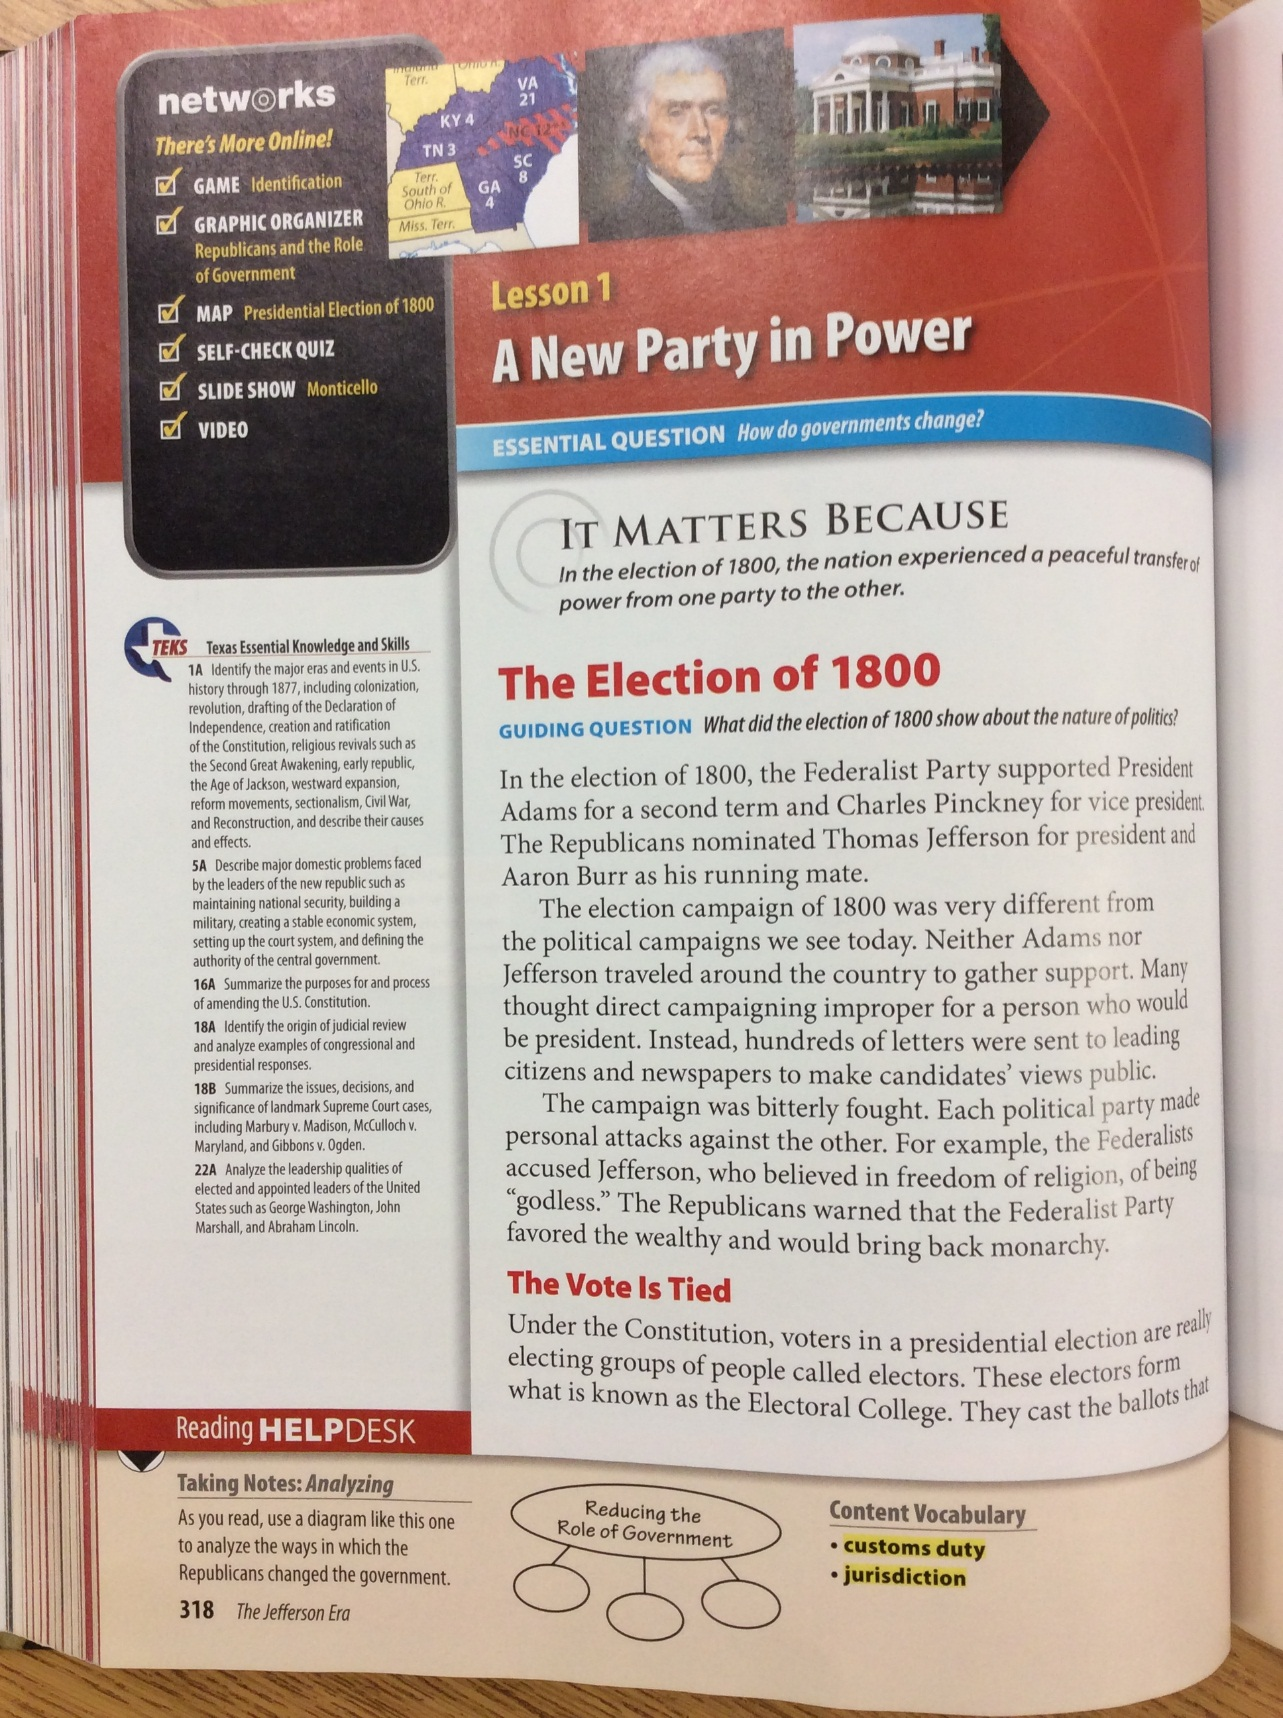 networks
There's More Online!
GAME Identification
GRAPHIC ORGANIZER
Republicans and the Role
of Government
MAP Presidential Election of 1800
SELF-CHECK QUIZ
SLIDE SHOW Monticello
VIDEO
Indiana
Terr.
Ohio R.
VA
21
KY 4
NC 12
TN 3
SC
8
Terr.
South of
Ohio R.
GA
4
Miss. Terr.
Lesson 1
A New Party in Power
ESSENTIAL QUESTION How do governments change?
IT MATTERS BECAUSE
In the election of 1800, the nation experienced a peaceful transfer of
power from one party to the other.
TEKS Texas Essential Knowledge and Skills
1A Identify the major eras and events in U.S.
history through 1877, including colonization,
revolution, drafting of the Declaration of
Independence, creation and ratification
of the Constitution, religious revivals such as
the Second Great Awakening, early republic,
the Age of Jackson, westward expansion,
reform movements, sectionalism, Civil War,
and Reconstruction, and describe their causes
and effects.
5A Describe major domestic problems faced
by the leaders of the new republic such as
maintaining national security, building a
military, creating a stable economic system,
setting up the court system, and defining the
authority of the central government.
16A Summarize the purposes for and process
of amending the U.S. Constitution.
18A Identify the origin of judicial review
and analyze examples of congressional and
presidential responses.
18B Summarize the issues, decisions, and
significance of landmark Supreme Court cases,
including Marbury v. Madison, McCulloch v.
Maryland, and Gibbons v. Ogden.
22A Analyze the leadership qualities of
elected and appointed leaders of the United
States such as George Washington, John
Marshall, and Abraham Lincoln.
The Election of 1800
GUIDING QUESTION What did the election of 1800 show about the nature of politics?
In the election of 1800, the Federalist Party supported President
Adams for a second term and Charles Pinckney for vice president.
The Republicans nominated Thomas Jefferson for president and
Aaron Burr as his running mate.
The election campaign of 1800 was very different from
the political campaigns we see today. Neither Adams nor
Jefferson traveled around the country to gather support. Many
thought direct campaigning improper for a person who would
be president. Instead, hundreds of letters were sent to leading
citizens and newspapers to make candidates' views public.
The campaign was bitterly fought. Each political party made
personal attacks against the other. For example, the Federalists
accused Jefferson, who believed in freedom of religion, of being
"godless." The Republicans warned that the Federalist Party
favored the wealthy and would bring back monarchy.
The Vote Is Tied
Under the Constitution, voters in a presidential election are really
electing groups of people called electors. These electors form
what is known as the Electoral College. They cast the ballots that
Reading HELPDESK
Taking Notes: Analyzing
As you read, use a diagram like this one
to analyze the ways in which the
Republicans changed the government.
Reducing the
Role of Government
Content Vocabulary
• customs duty
• jurisdiction
318 The Jefferson Era